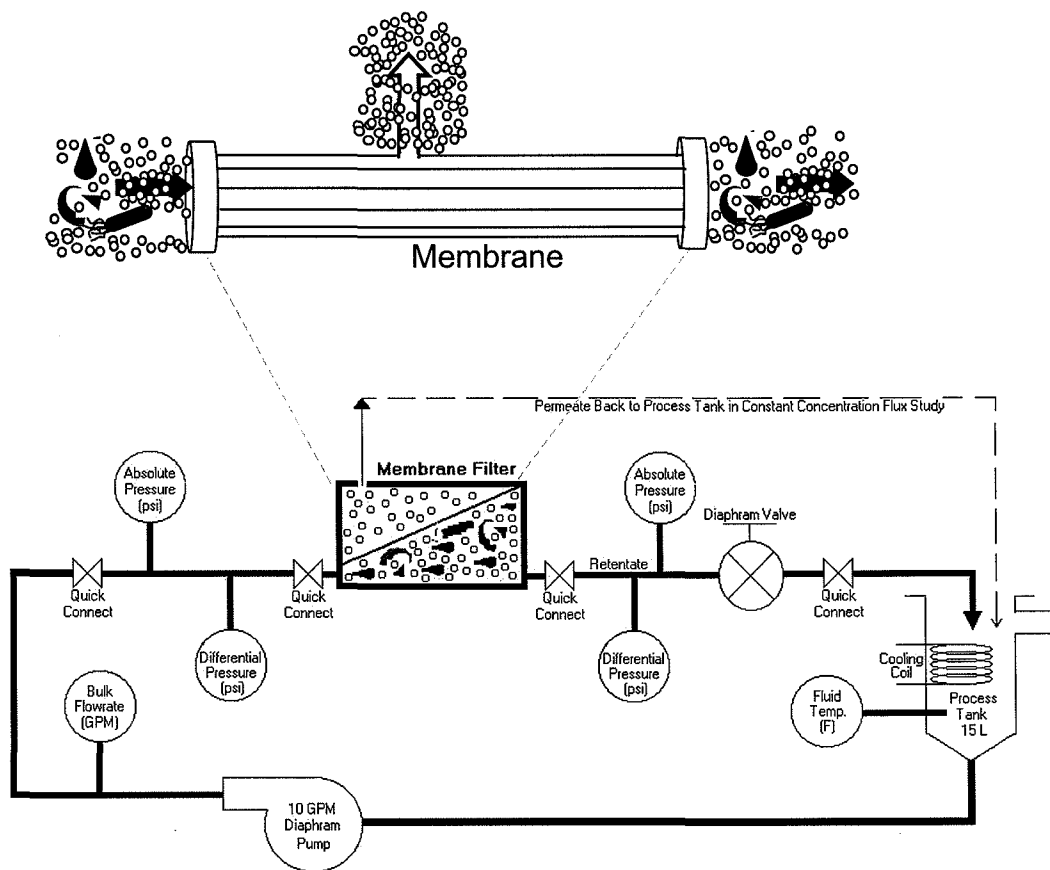 Membrane
Permeate Back to Process Tank in Constant Concentration Flux Study
Membrane Filter
Absolute
Pressure
(psi)
Absolute
Pressure
(psi)
Diaphram Valve
Retentate
Quick
Connect
Quick
Connect
Quick
Connect
Quick
Connect
Differential
Pressure
(psi)
Differential
Pressure
(psi)
Cooling
Coil
Bulk
Flowrate
(GPM)
Fluid
Temp.
(F)
Process
Tank
15 L
10 GPM
Diaphram
Pump